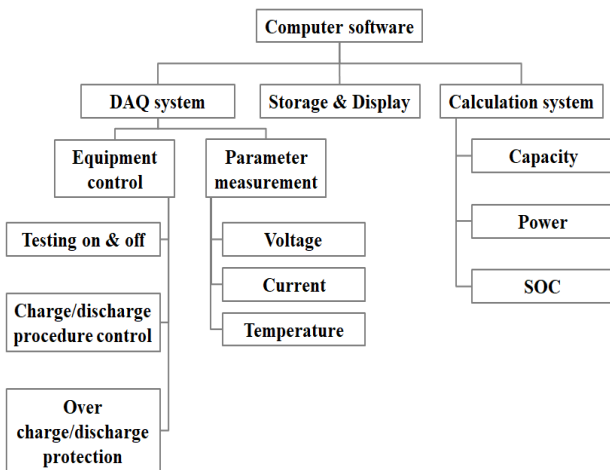 Computer software
DAQ system
Storage & Display
Calculation system
Equipment
control
Parameter
measurement
Testing on & off
Charge/discharge
procedure control
Over
charge/discharge
protection
Voltage
Current
Temperature
Capacity
Power
SOC